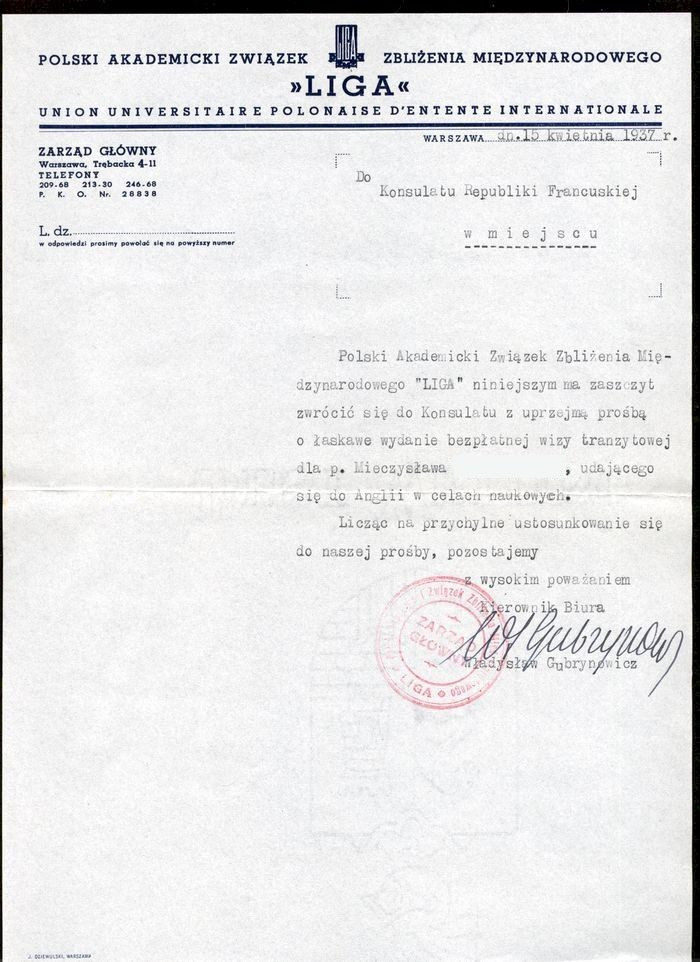 POLSKI AKADEMICKI ZWIĄZEK LIGA ZBLIŻENIA MIĘDZYNARODOWEGO
»LIGA«
UNION UNIVERSITAIRE POLONAISE D'ENTENTE INTERNATIONALE
WARSZAWA dn. 15 kwietnia 1937 r.
ZARZĄD GŁÓWNY
Warszawa, Trębacka 4-11
TELEFONY
209-68 213-30 246-68
P. K. O. Nr. 28838
L. dz.
w odpowiedzi prosimy powołać się na powyższy numer
Do
Konsulatu Republiki Francuskiej
w miejscu
Polski Akademicki Związek Zbliżenia Mię-
dzynarodowego "LIGA" niniejszym ma zaszczyt
zwrócić się do Konsulatu z uprzejmą prośbą
o łaskawe wydanie bezpłatnej wizy tranzytowej
dla p. Mieczysława , udającego
się do Anglii w celach naukowych.
Licząc na przychylne ustosunkowanie się
do naszej prośby, pozostajemy
z wysokim poważaniem
Kierownik Biura
Wł Gubrynow
Władysław Gubrynowicz
Związek
ZARZĄD
GŁÓWNY
LIGA
J. DZIEWULSKI, WARSZAWA